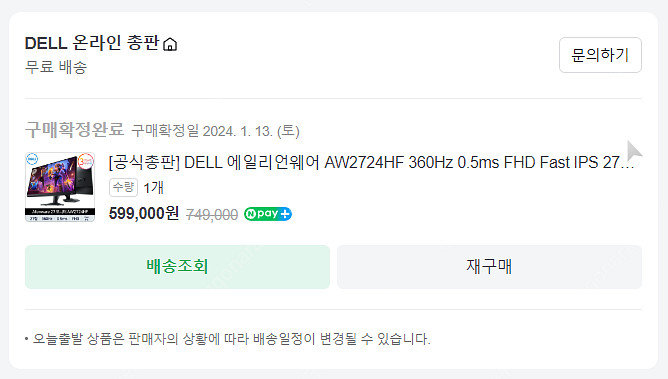 DELL 온라인 총판
무료 배송
문의하기
구매확정완료 구매확정일 2024. 1. 13. (토)
[공식총판] DELL 에일리언웨어 AW2724HF 360Hz 0.5ms FHD Fast IPS 27...
수량 1개
599,000원 749,000 N pay +
배송조회
재구매
• 오늘출발 상품은 판매자의 상황에 따라 배송일정이 변경될 수 있습니다.